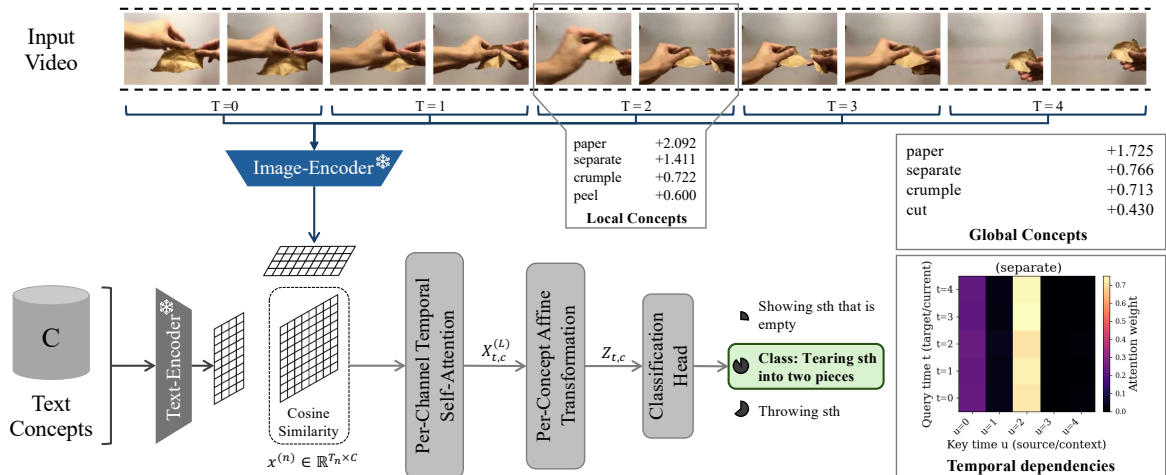 Input
Video
T =0
T = 1
T = 2
T = 3
T = 4
Image-Encoder
paper +2.092
separate +1.411
crumple +0.722
peel +0.600
Local Concepts
paper +1.725
separate +0.766
crumple +0.713
cut +0.430
Global Concepts
C
Text
Concepts
Text-Encoder
Cosine
Similarity
x^{(n)} ∈ ℝ^{T_n×C}
Per-Channel Temporal
Self-Attention
X_{t,c}^{(L)}
Per-Concept Affine
Transformation
Z_{t,c}
Classification
Head
Showing sth that is
empty
Class: Tearing sth
into two pieces
Throwing sth
(separate)
Query time t (target/current)
t=4
t=3
t=2
t=1
t=0
u=0
u=1
u=2
u=3
u=4
Key time u (source/context)
0.7
0.6
0.5
0.4
0.3
0.2
0.1
0.0
Attention weight
Temporal dependencies